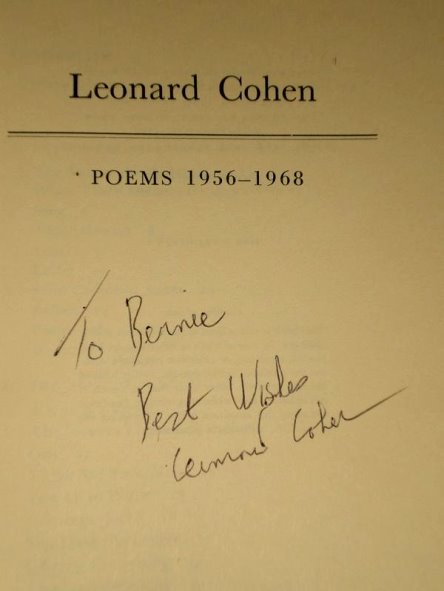 Leonard Cohen
POEMS 1956–1968
To Bernie
Best Wishes
Leonard Cohen